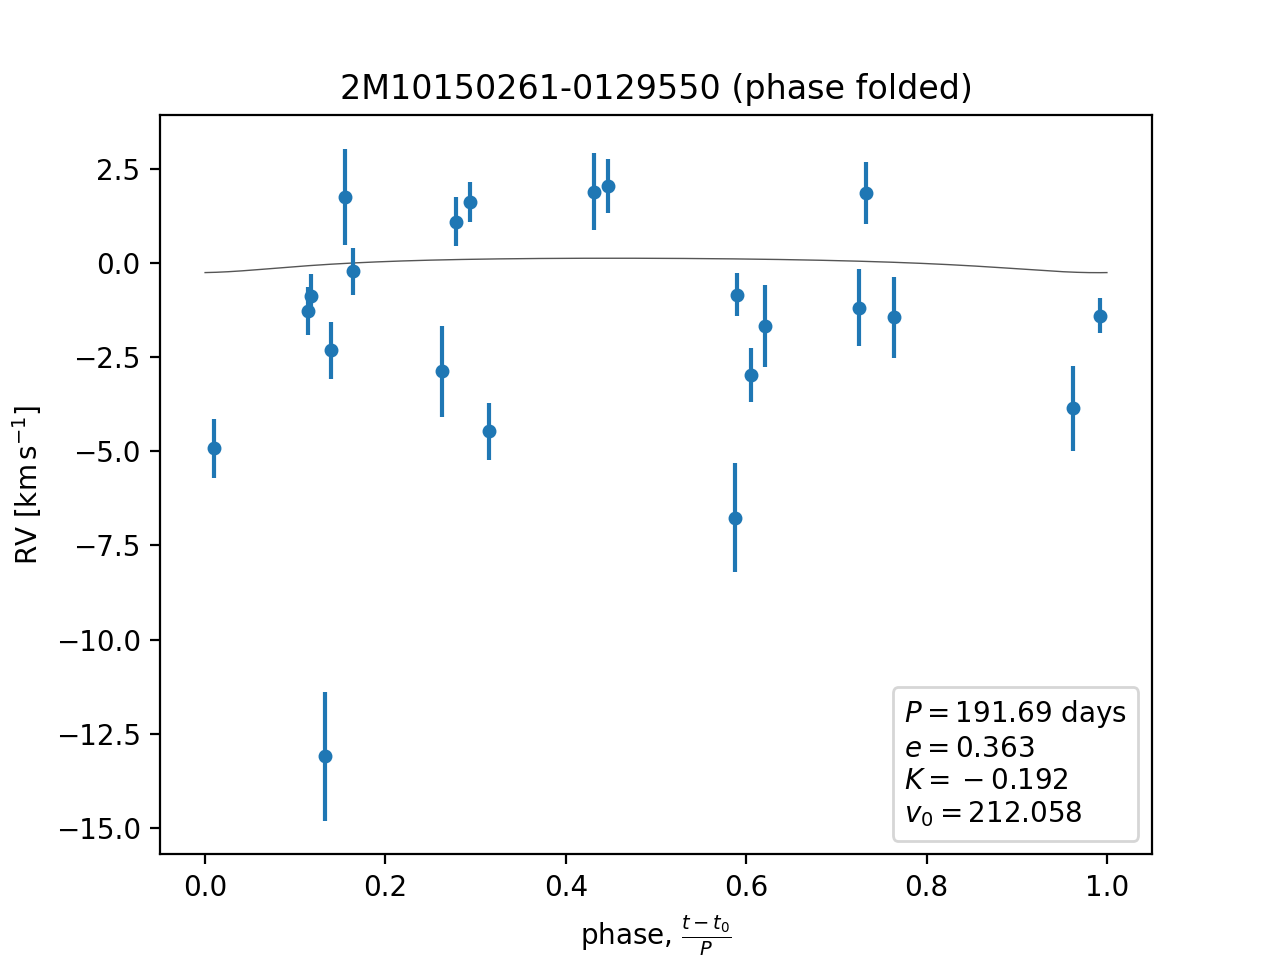 2M10150261-0129550 (phase folded)
2.5
0.0
−2.5
−5.0
−7.5
−10.0
−12.5
−15.0
RV [km s⁻¹]
P = 191.69 days
e = 0.363
K = −0.192
v₀ = 212.058
0.0 0.2 0.4 0.6 0.8 1.0
phase, (t − t₀)/P